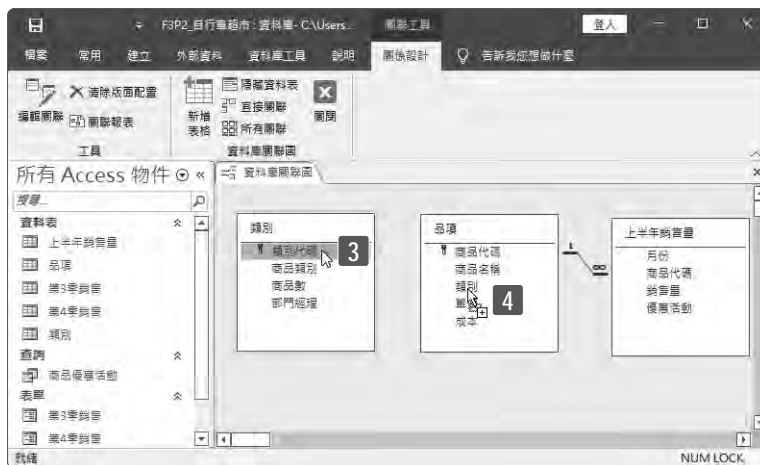 F3P2_自行車超市 : 資料庫- C:\Users...
關聯工具
登人
檔案 常用 建立 外部資料 資料庫工具 說明 關係設計 告訴我您想做什麼
清除版面配置
編輯關聯
關聯報表
工具
新增
表格
隱藏資料表
直接關聯
所有關聯
關閉
資料庫關聯圖
所有 Access 物件
搜尋...
資料表
上半年銷售量
品項
第3季銷售
第4季銷售
類別
查詢
商品優惠活動
表單
第3季銷售
第4季銷售
資料庫關聯圖
類別
類別代碼
商品類別
商品數
部門經理
3
品項
商品代碼
商品名稱
類別
成本
4
1
∞
上半年銷售量
月份
商品代碼
銷售量
優惠活動
就緒
NUM LOCK